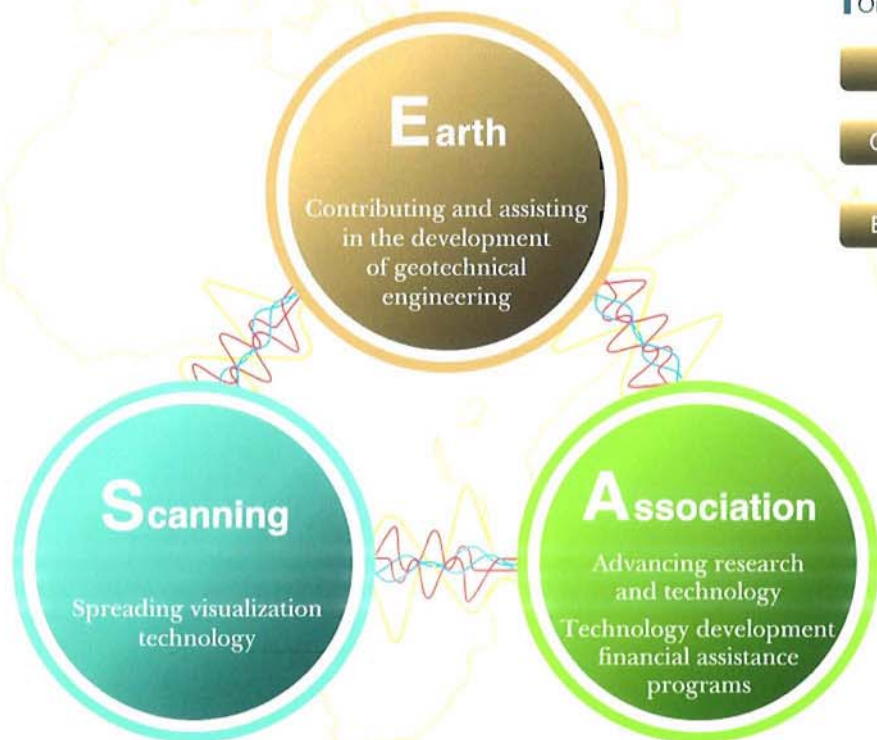 Earth
Contributing and assisting
in the development
of geotechnical
engineering
Scanning
Spreading visualization
technology
Association
Advancing research
and technology
Technology development
financial assistance
programs